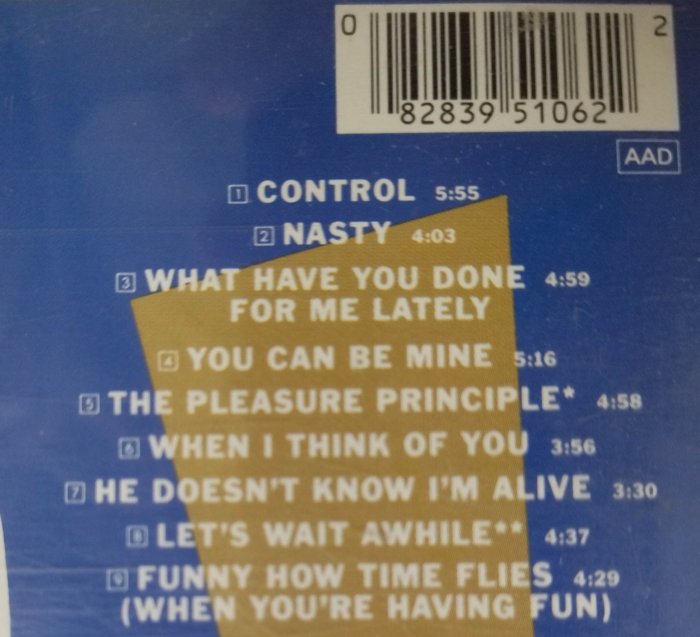 0 82839 51062 2
AAD
1 CONTROL 5:55
2 NASTY 4:03
3 WHAT HAVE YOU DONE 4:59
FOR ME LATELY
4 YOU CAN BE MINE 5:16
5 THE PLEASURE PRINCIPLE* 4:58
6 WHEN I THINK OF YOU 3:56
7 HE DOESN'T KNOW I'M ALIVE 3:30
8 LET'S WAIT AWHILE** 4:37
9 FUNNY HOW TIME FLIES 4:29
(WHEN YOU'RE HAVING FUN)